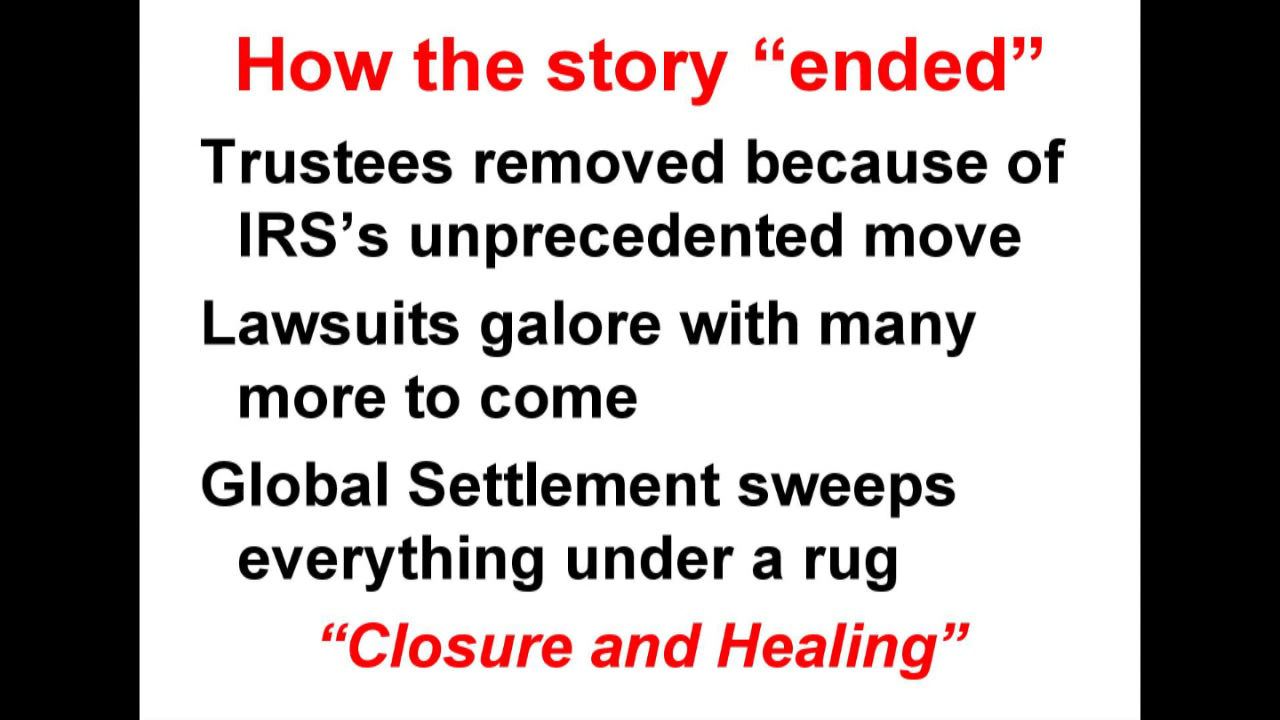 How the story “ended”
Trustees removed because of
IRS’s unprecedented move
Lawsuits galore with many
more to come
Global Settlement sweeps
everything under a rug
“Closure and Healing”